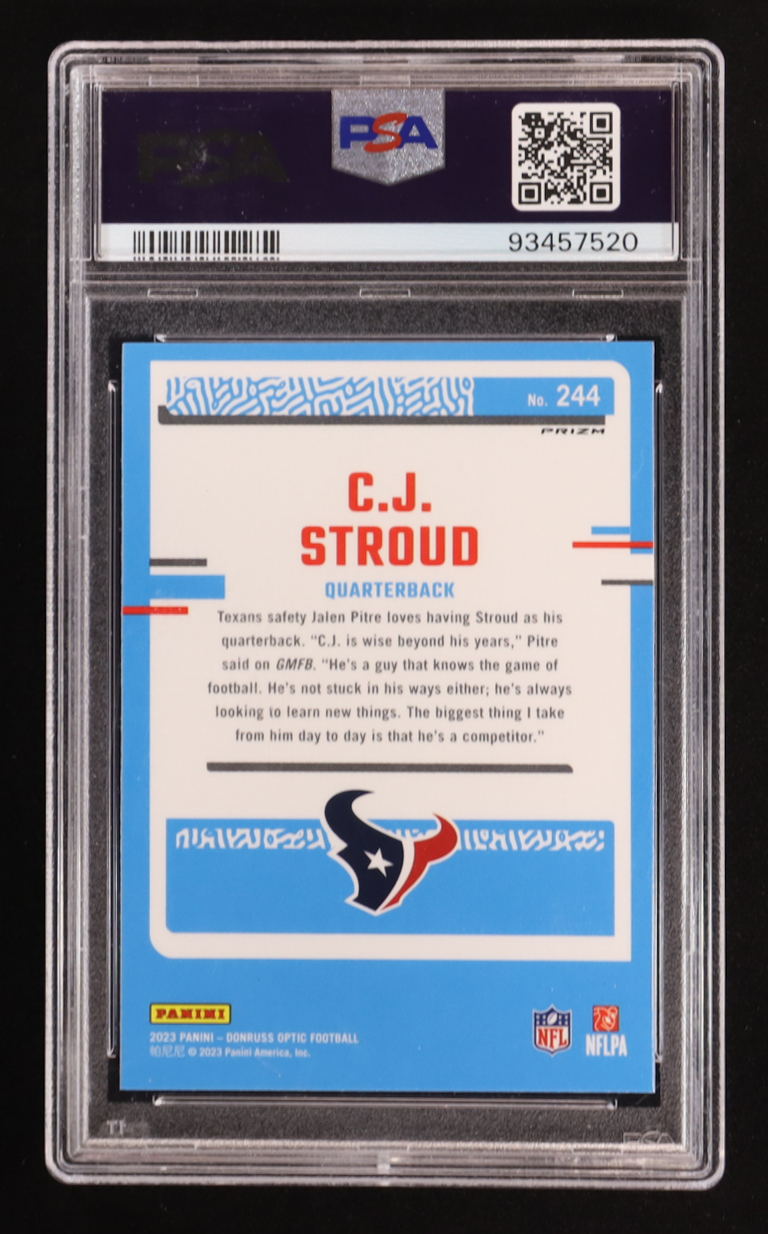 PSA
PSA
93457520
No. 244
PRIZM
C.J.
STROUD
QUARTERBACK
Texans safety Jalen Pitre loves having Stroud as his
quarterback. "C.J. is wise beyond his years," Pitre
said on GMFB. "He's a guy that knows the game of
football. He's not stuck in his ways either; he's always
looking to learn new things. The biggest thing I take
from him day to day is that he's a competitor."
PANINI
2023 PANINI – DONRUSS OPTIC FOOTBALL
帕尼尼 © 2023 Panini America, Inc.
NFL
NFLPA
TT
PSA